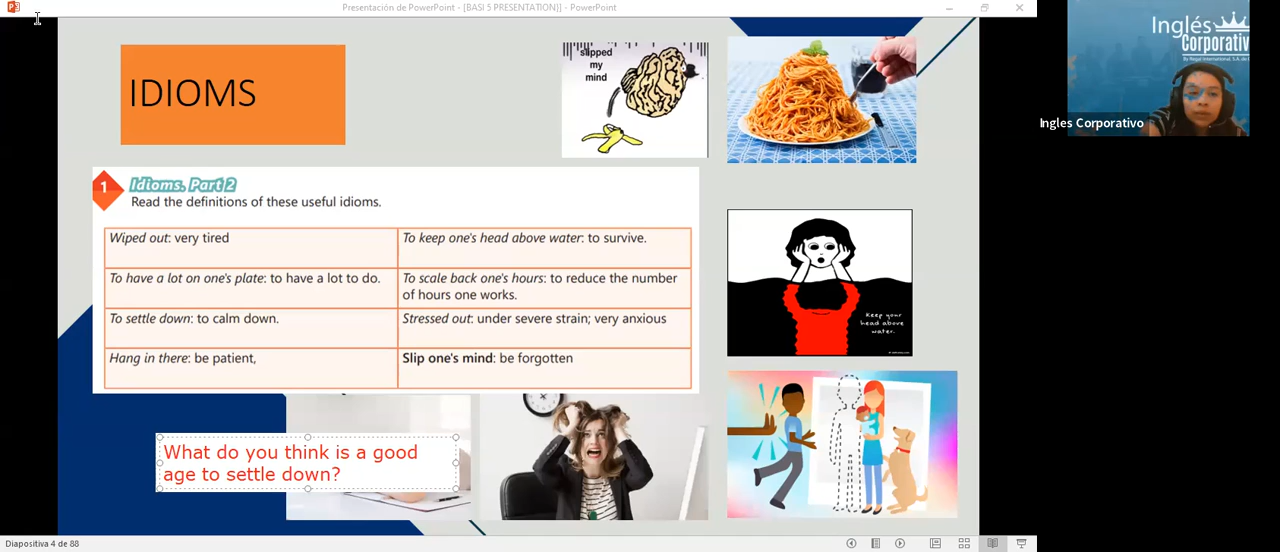 Presentación de PowerPoint - [BASI 5 PRESENTATION)] - PowerPoint
IDIOMS
slipped
my
mind
1
Idioms. Part 2
Read the definitions of these useful idioms.
Wiped out: very tired
To keep one's head above water: to survive.
To have a lot on one's plate: to have a lot to do.
To scale back one's hours: to reduce the number
of hours one works.
To settle down: to calm down.
Stressed out: under severe strain; very anxious
Hang in there: be patient,
Slip one's mind: be forgotten
Keep your
head above
water.
What do you think is a good
age to settle down?
Diapositiva 4 de 88
Inglés
Corporativ
By Regal International, S.A. de
Ingles Corporativo